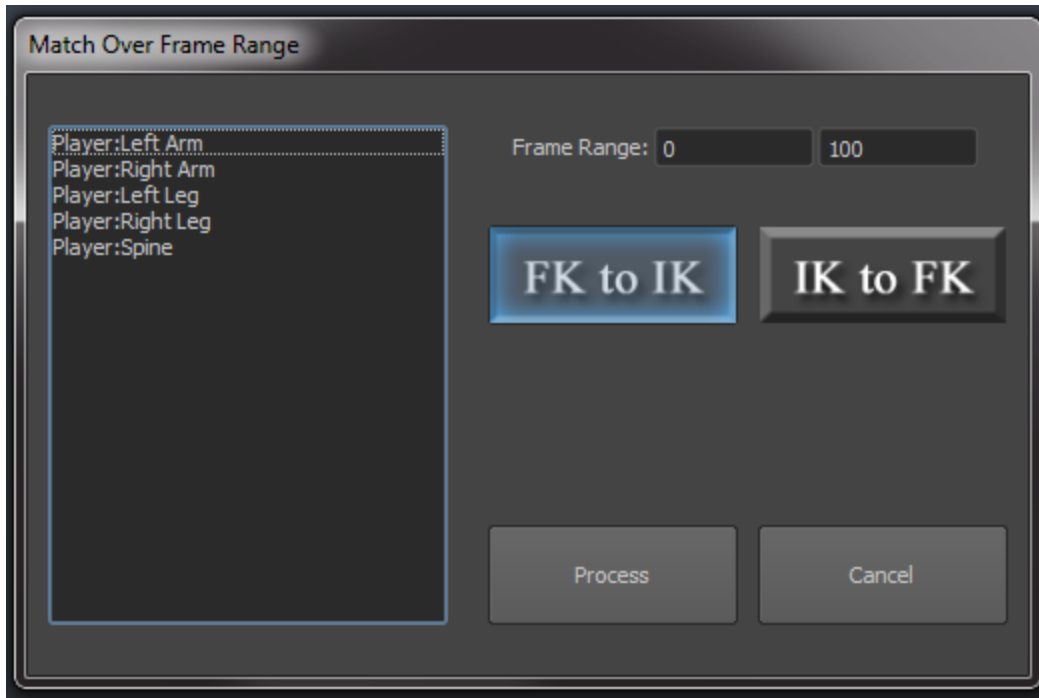 Match Over Frame Range
Player:Left Arm
Player:Right Arm
Player:Left Leg
Player:Right Leg
Player:Spine
Frame Range: 0 100
FK to IK IK to FK
Process Cancel